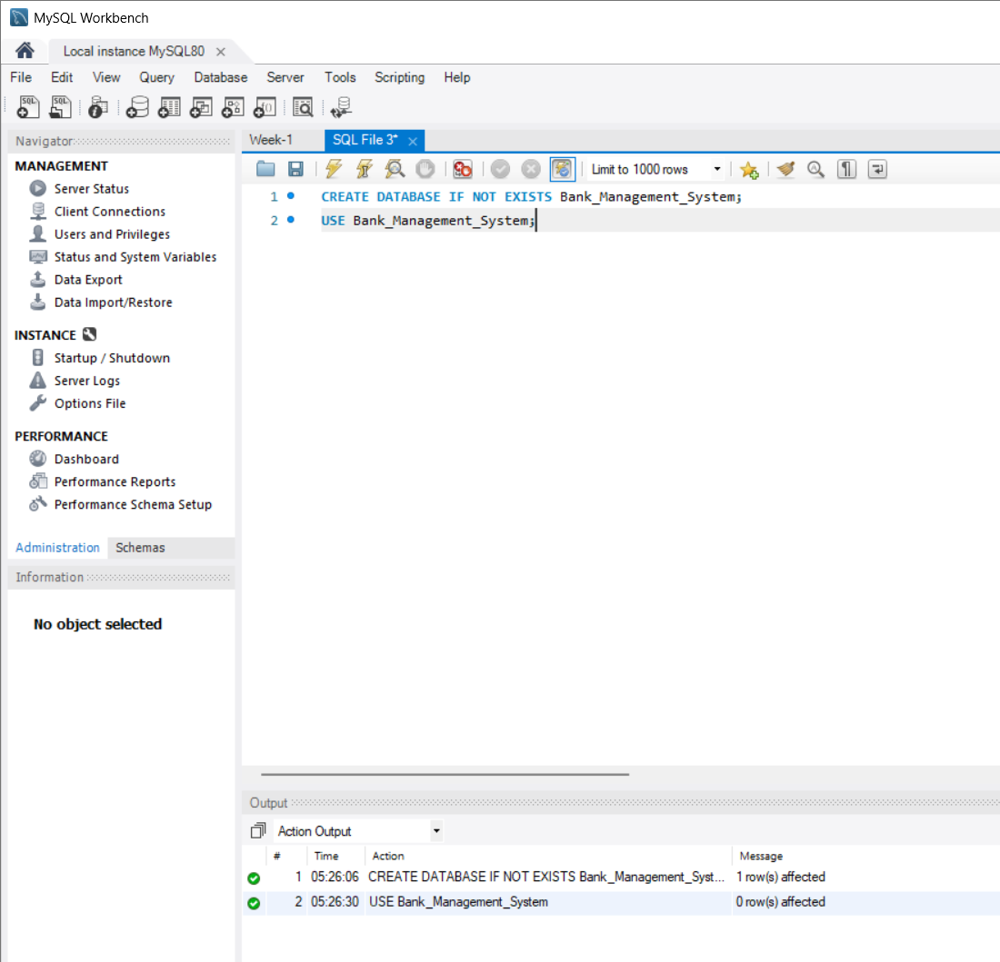 MySQL Workbench
Local instance MySQL80
File Edit View Query Database Server Tools Scripting Help
Navigator
MANAGEMENT
Server Status
Client Connections
Users and Privileges
Status and System Variables
Data Export
Data Import/Restore
INSTANCE
Startup / Shutdown
Server Logs
Options File
PERFORMANCE
Dashboard
Performance Reports
Performance Schema Setup
Administration Schemas
Information
No object selected
Week-1 SQL File 3*
Limit to 1000 rows
1 CREATE DATABASE IF NOT EXISTS Bank_Management_System;
2 USE Bank_Management_System;
Output
Action Output
# Time Action Message
1 05:26:06 CREATE DATABASE IF NOT EXISTS Bank_Management_Syst... 1 row(s) affected
2 05:26:30 USE Bank_Management_System 0 row(s) affected